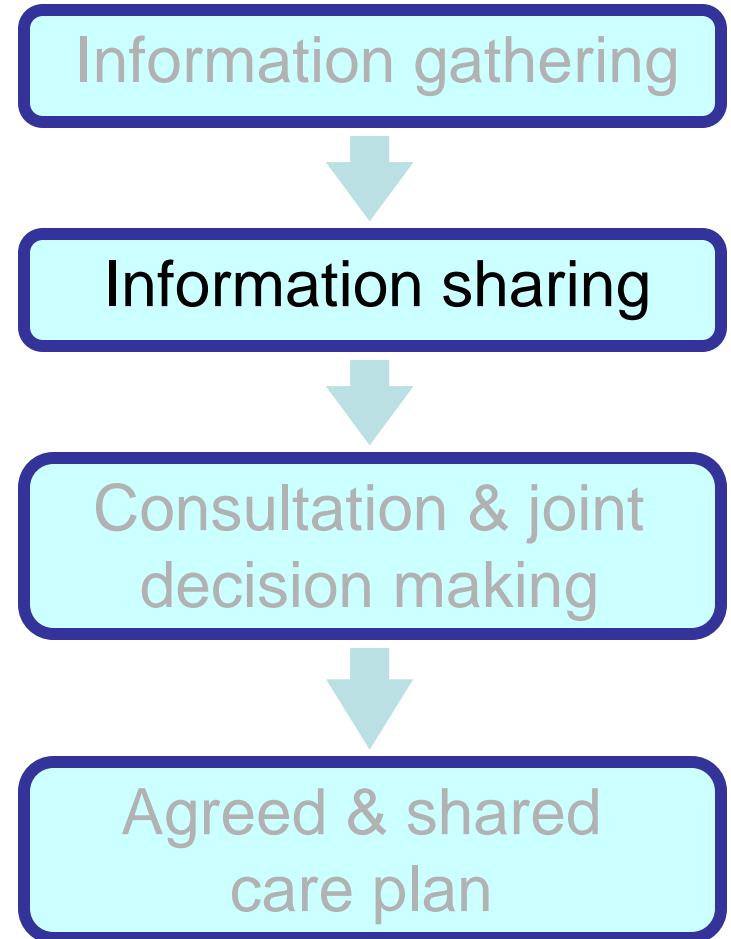 Information gathering
Information sharing
Consultation & joint
decision making
Agreed & shared
care plan